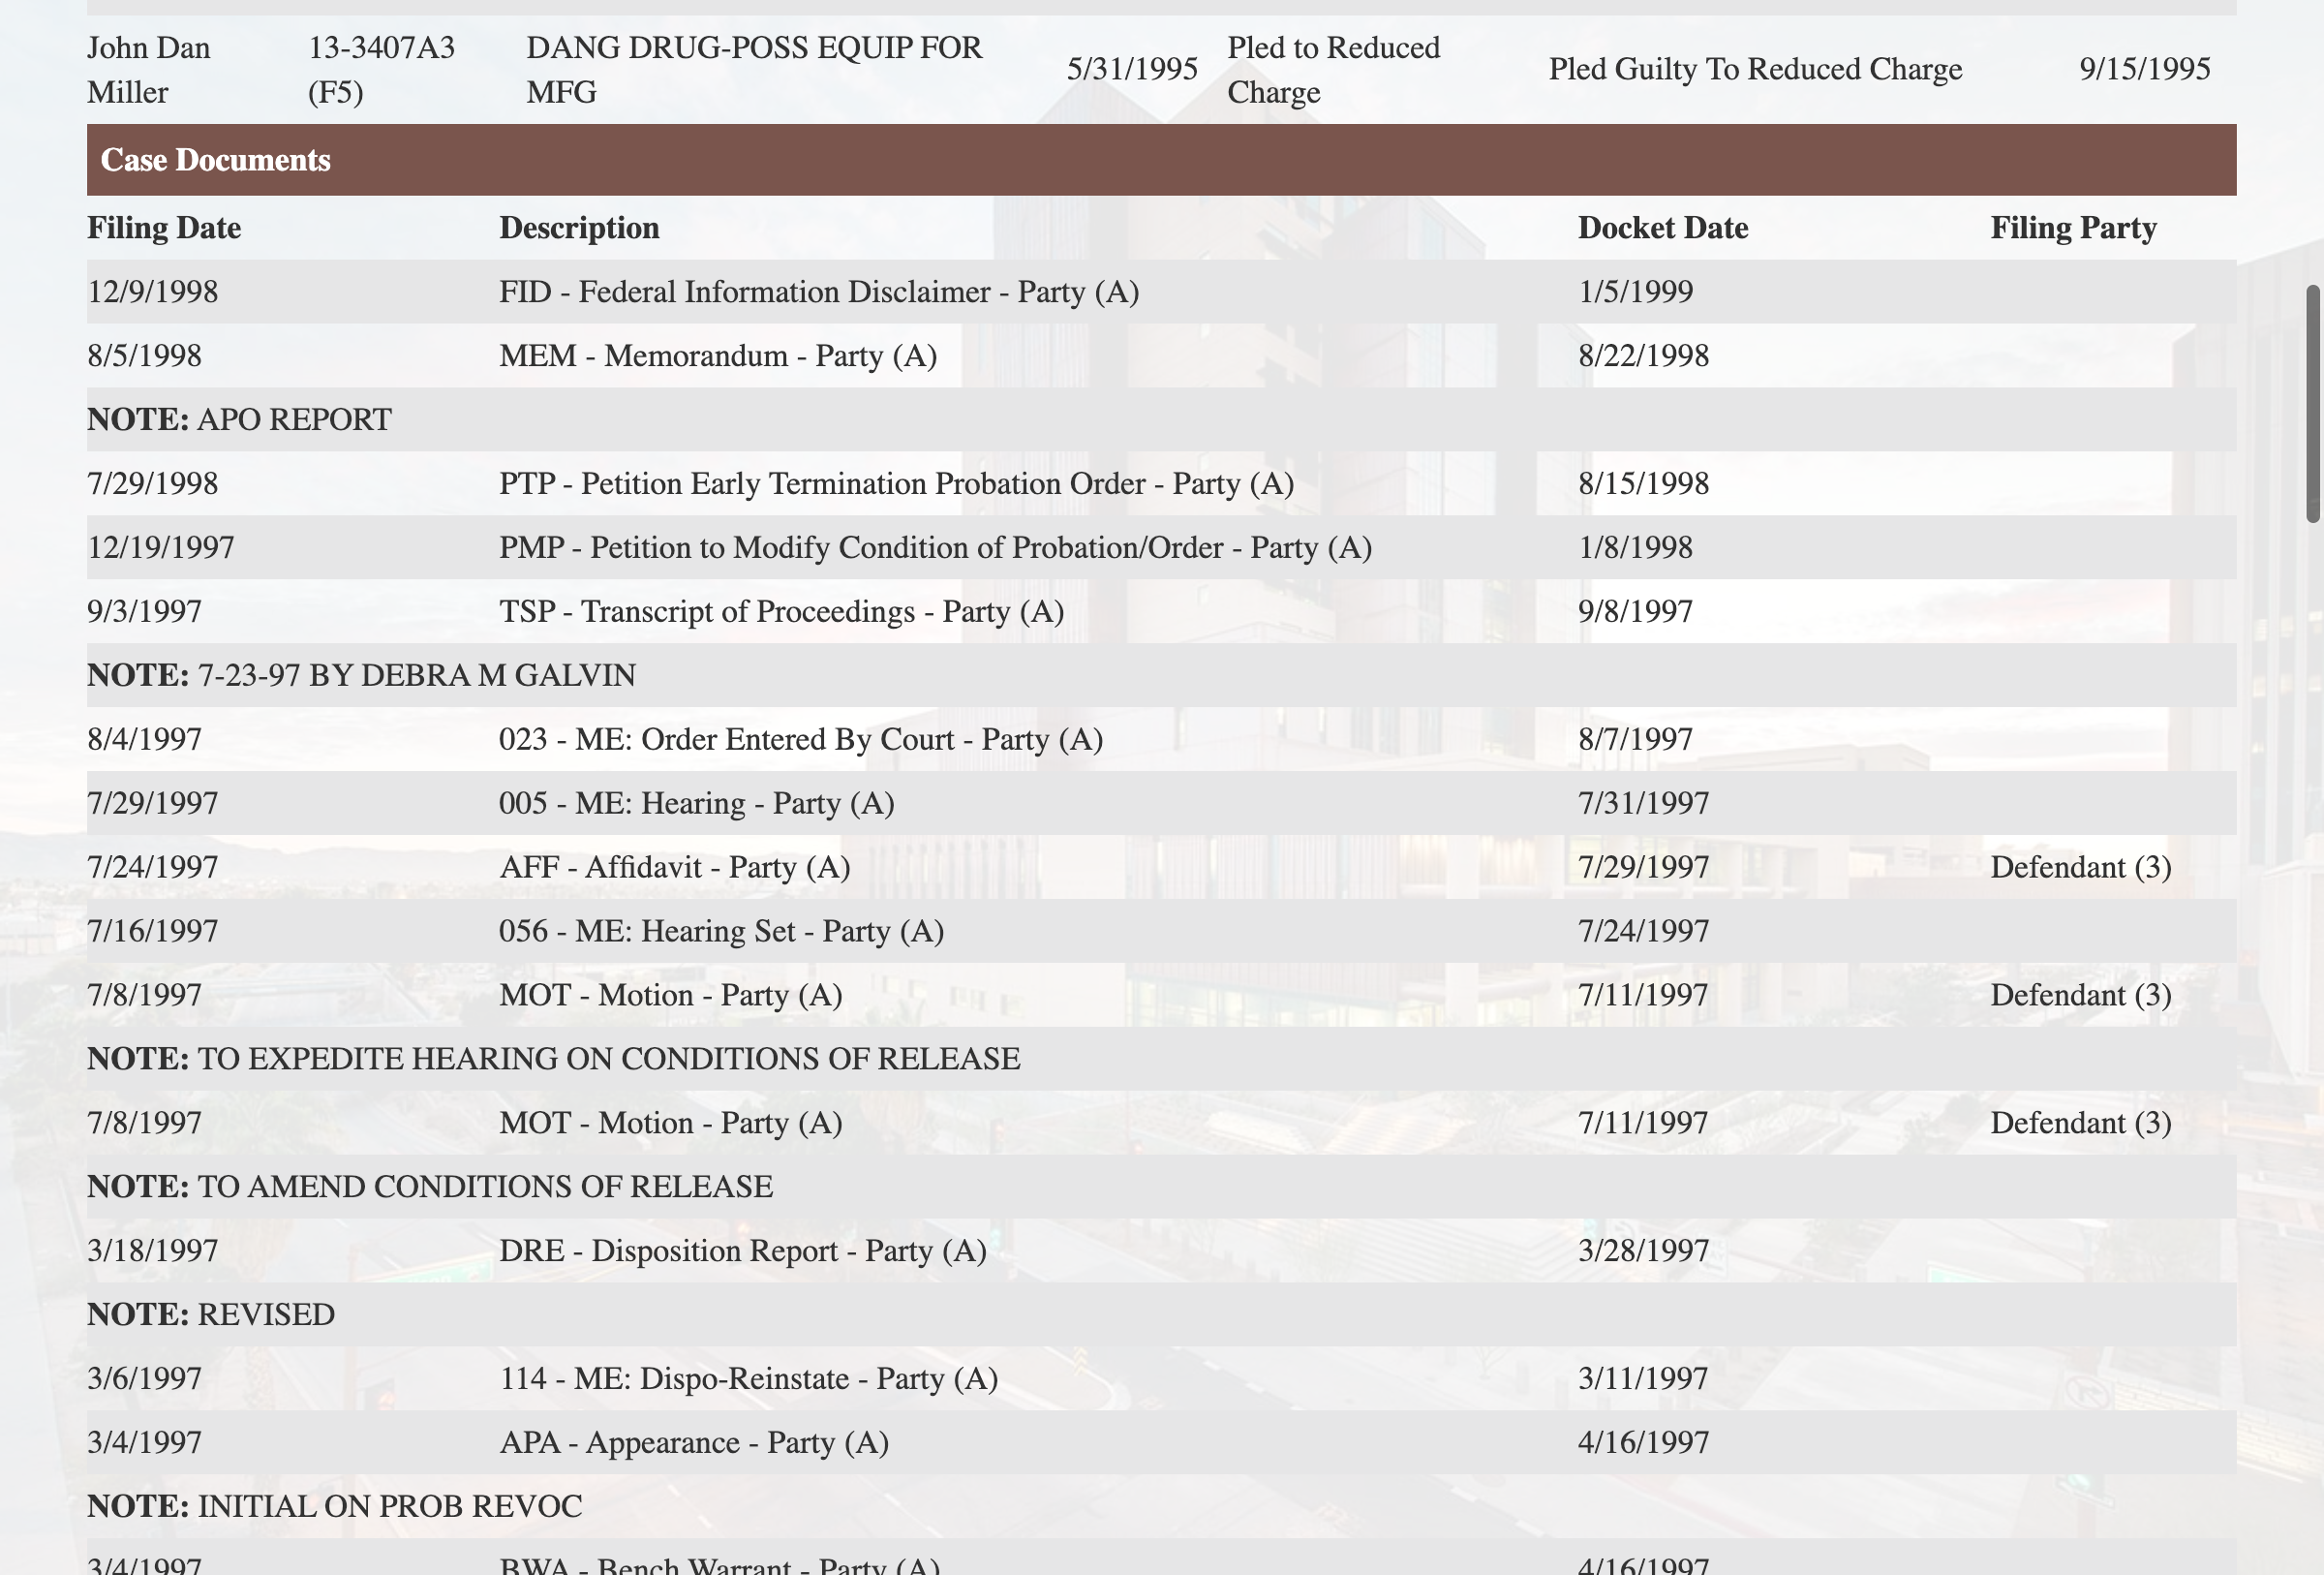 John Dan Miller 13-3407A3 (F5) DANG DRUG-POSS EQUIP FOR MFG 5/31/1995 Pled to Reduced Charge Pled Guilty To Reduced Charge 9/15/1995
Case Documents
Filing Date Description Docket Date Filing Party
12/9/1998 FID - Federal Information Disclaimer - Party (A) 1/5/1999
8/5/1998 MEM - Memorandum - Party (A) 8/22/1998
NOTE: APO REPORT
7/29/1998 PTP - Petition Early Termination Probation Order - Party (A) 8/15/1998
12/19/1997 PMP - Petition to Modify Condition of Probation/Order - Party (A) 1/8/1998
9/3/1997 TSP - Transcript of Proceedings - Party (A) 9/8/1997
NOTE: 7-23-97 BY DEBRA M GALVIN
8/4/1997 023 - ME: Order Entered By Court - Party (A) 8/7/1997
7/29/1997 005 - ME: Hearing - Party (A) 7/31/1997
7/24/1997 AFF - Affidavit - Party (A) 7/29/1997 Defendant (3)
7/16/1997 056 - ME: Hearing Set - Party (A) 7/24/1997
7/8/1997 MOT - Motion - Party (A) 7/11/1997 Defendant (3)
NOTE: TO EXPEDITE HEARING ON CONDITIONS OF RELEASE
7/8/1997 MOT - Motion - Party (A) 7/11/1997 Defendant (3)
NOTE: TO AMEND CONDITIONS OF RELEASE
3/18/1997 DRE - Disposition Report - Party (A) 3/28/1997
NOTE: REVISED
3/6/1997 114 - ME: Dispo-Reinstate - Party (A) 3/11/1997
3/4/1997 APA - Appearance - Party (A) 4/16/1997
NOTE: INITIAL ON PROB REVOC
3/4/1997 BWA - Bench Warrant - Party (A) 4/16/1997